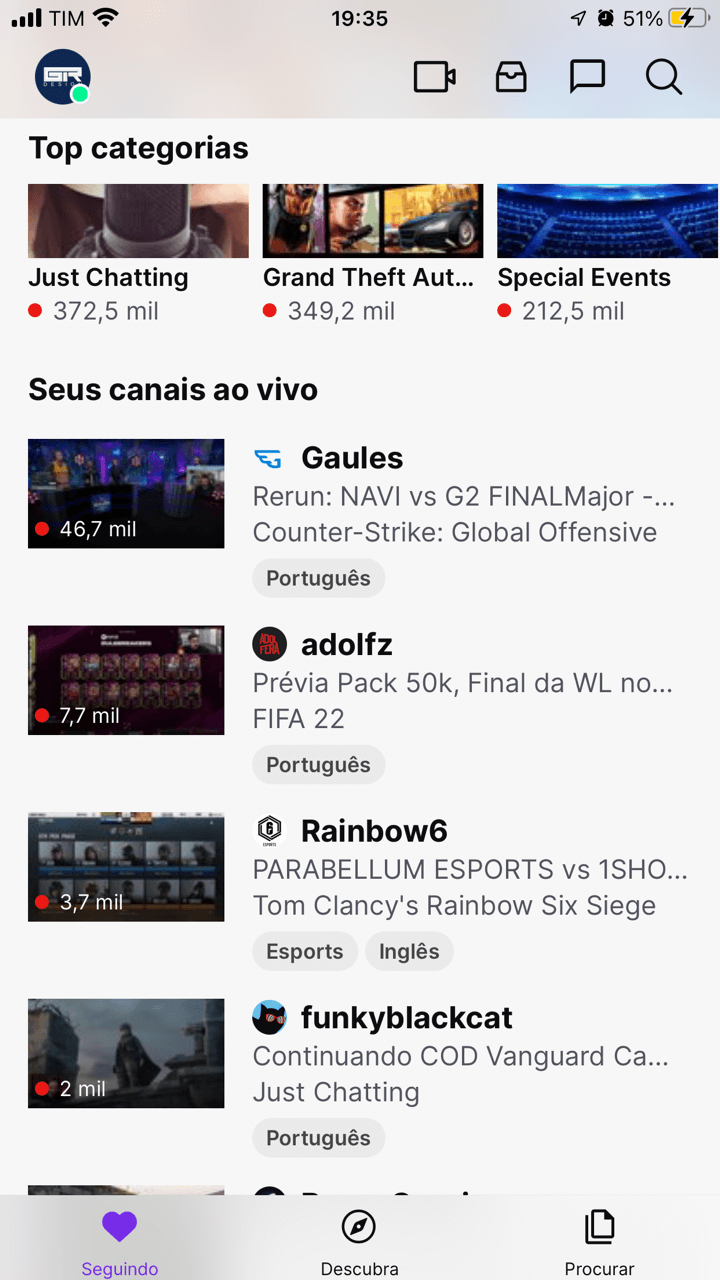 TIM 19:35 51%
GR
DESIGN
Top categorias
Just Chatting
372,5 mil
Grand Theft Aut...
349,2 mil
Special Events
212,5 mil
Seus canais ao vivo
Gaules
Rerun: NAVI vs G2 FINALMajor -...
Counter-Strike: Global Offensive
46,7 mil
Português
adolfz
Prévia Pack 50k, Final da WL no...
FIFA 22
7,7 mil
Português
Rainbow6
PARABELLUM ESPORTS vs 1SHO...
Tom Clancy's Rainbow Six Siege
3,7 mil
Esports Inglês
funkyblackcat
Continuando COD Vanguard Ca...
Just Chatting
2 mil
Português
Seguindo Descubra Procurar